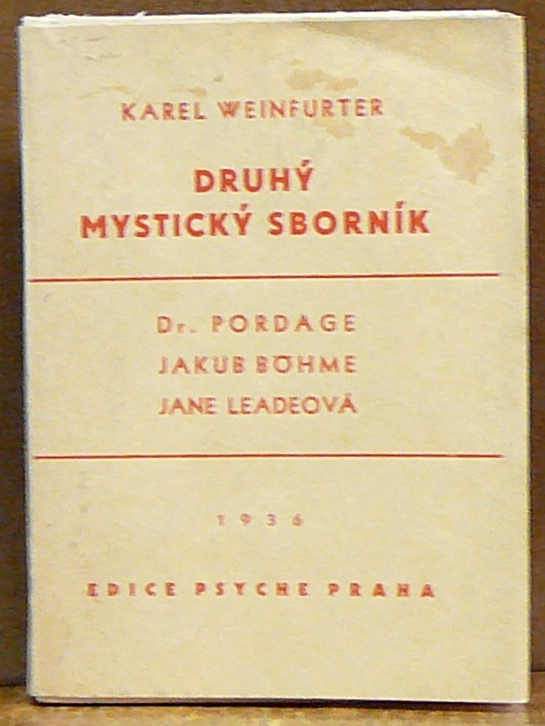 KAREL WEINFURTER
DRUHÝ
MYSTICKÝ SBORNÍK
Dr. PORDAGE
JAKUB BÖHME
JANE LEADEOVÁ
1936
EDICE PSYCHE PRAHA